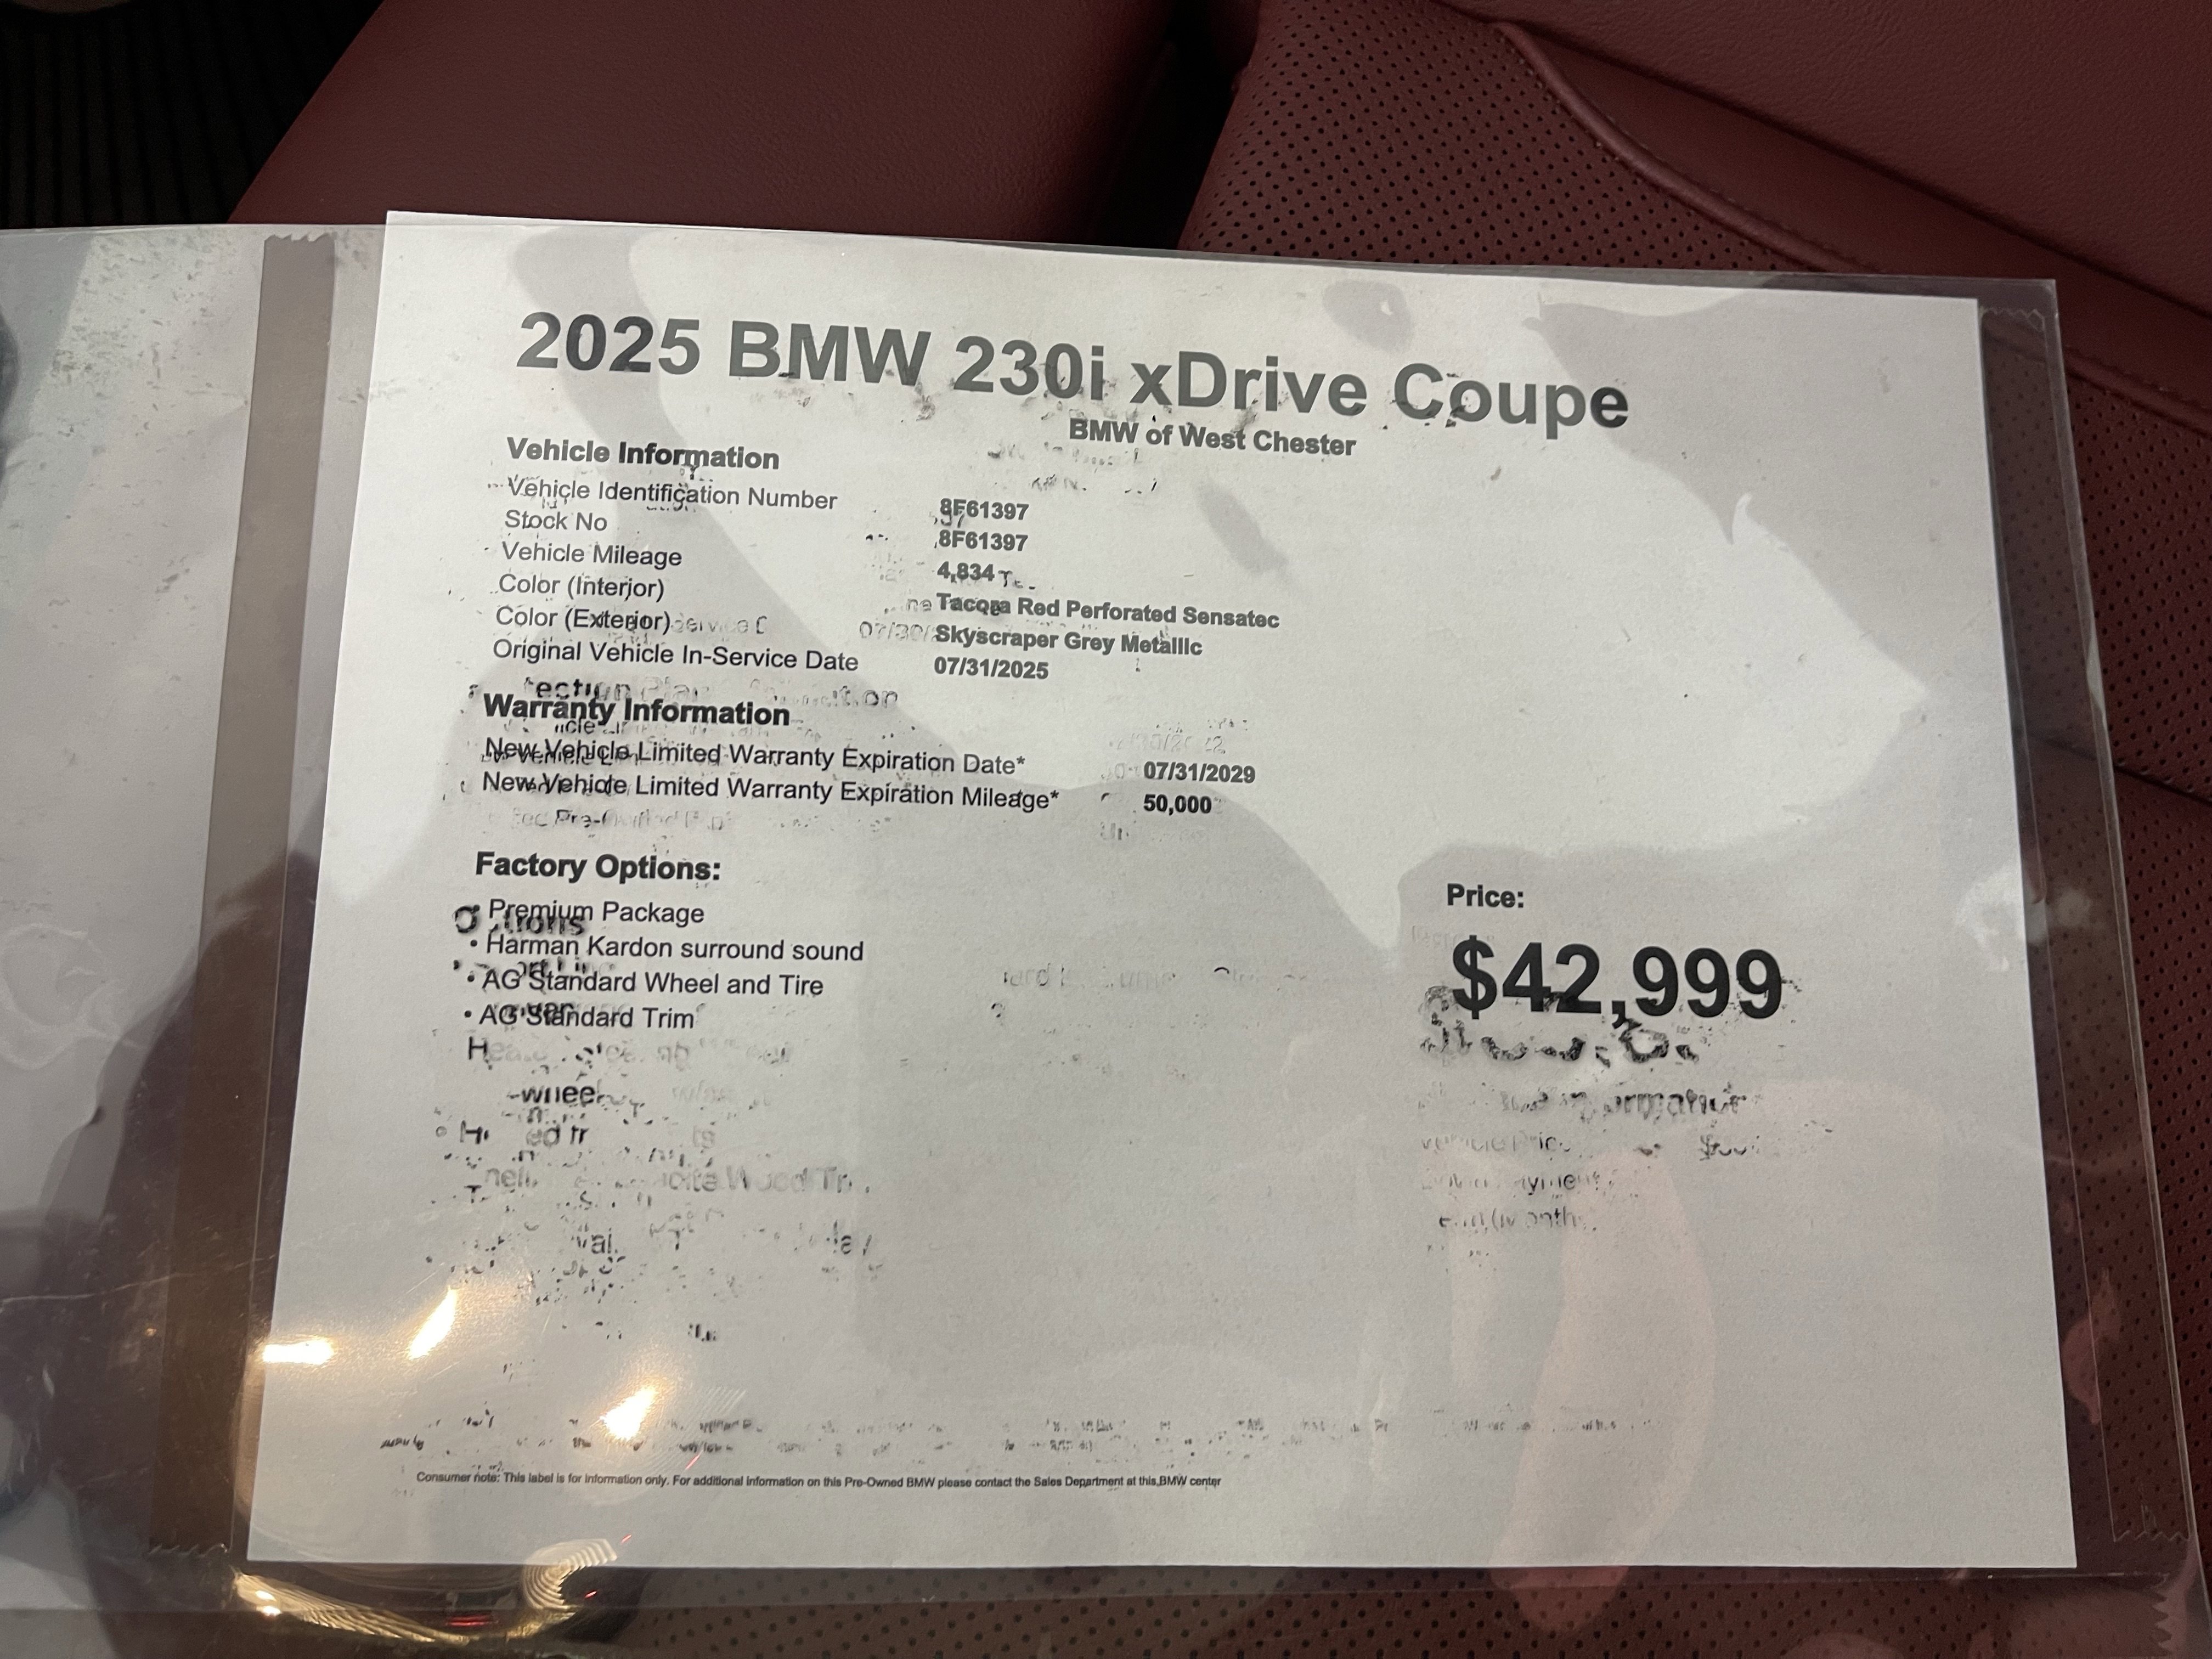 2025 BMW 230i xDrive Coupe
BMW of West Chester
Vehicle Information
Vehicle Identification Number 8F61397
Stock No 8F61397
Vehicle Mileage 4,834
Color (Interior) Tacora Red Perforated Sensatec
Color (Exterior) Skyscraper Grey Metallic
Original Vehicle In-Service Date 07/31/2025
Warranty Information
New Vehicle Limited Warranty Expiration Date* 07/31/2029
New Vehicle Limited Warranty Expiration Mileage* 50,000
Factory Options:
• Premium Package
• Harman Kardon surround sound
• AG Standard Wheel and Tire
• AG Standard Trim
Price:
$42,999
Consumer note: This label is for information only. For additional information on this Pre-Owned BMW please contact the Sales Department at this BMW center